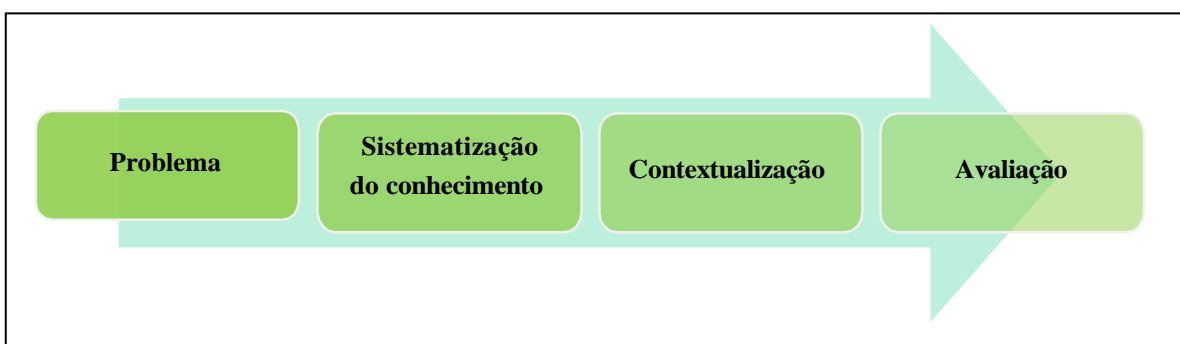 Problema
Sistematização
do conhecimento
Contextualização
Avaliação